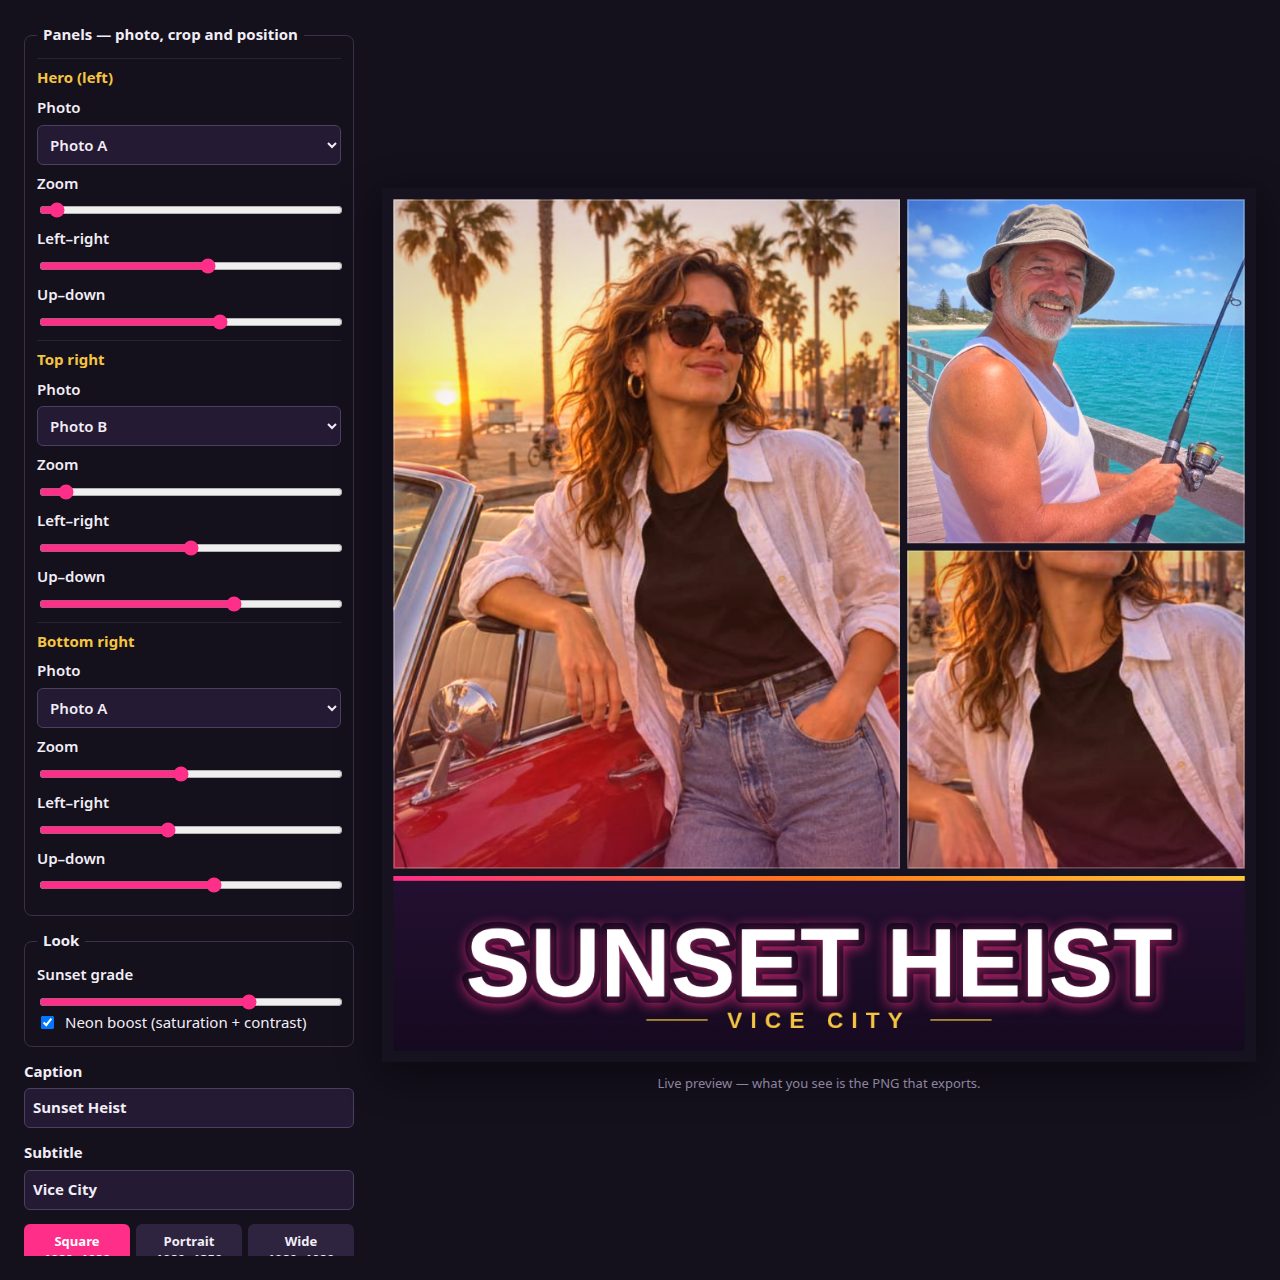 Panels — photo, crop and position
Hero (left)
Photo
Photo A
Zoom
Left–right
Up–down
Top right
Photo
Photo B
Zoom
Left–right
Up–down
Bottom right
Photo
Photo A
Zoom
Left–right
Up–down
Look
Sunset grade
Neon boost (saturation + contrast)
Caption
Sunset Heist
Subtitle
Vice City
Square
Portrait
Wide
SUNSET HEIST
VICE CITY
Live preview — what you see is the PNG that exports.